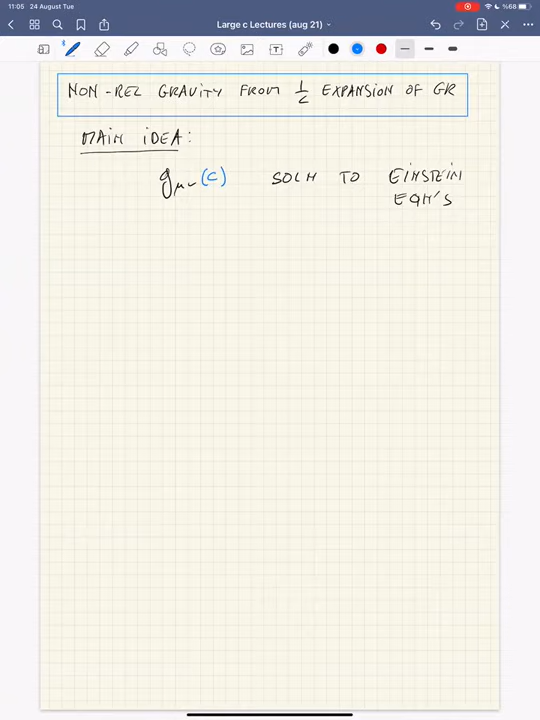 11:05 24 August Tue
%68
Large c Lectures (aug 21)
NON-REL GRAVITY FROM 1/c EXPANSION OF GR
MAIN IDEA:
gμν(c) SOLN TO EINSTEIN
EQN'S